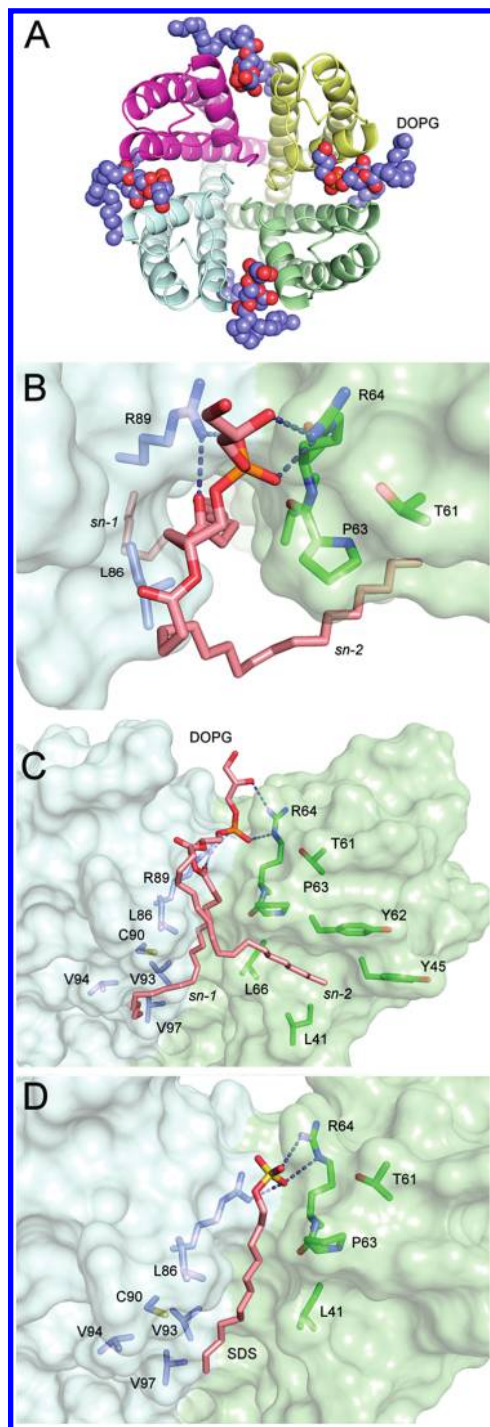 A
DOPG
B
R89
R64
sn-1
T61
P63
L86
sn-2
C
DOPG
R64
T61
R89
P63
L86
Y62
C90
Y45
V94
V93
L66
sn-1
sn-2
V97
L41
D
R64
T61
L86
P63
C90
L41
V94
V93
V97
SDS